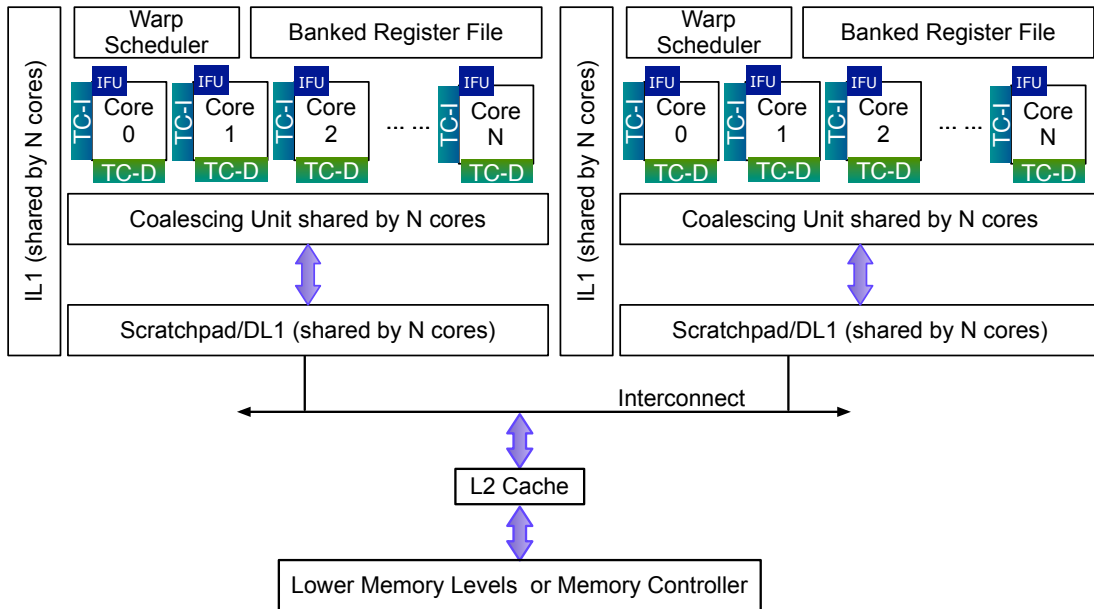 IL1 (shared by N cores)
Warp
Scheduler
Banked Register File
TC-I
IFU
Core
0
TC-D
TC-I
IFU
Core
1
TC-D
TC-I
IFU
Core
2
TC-D
... ...
TC-I
Core
N
TC-D
Coalescing Unit shared by N cores
Scratchpad/DL1 (shared by N cores)
IL1 (shared by N cores)
Warp
Scheduler
Banked Register File
TC-I
IFU
Core
0
TC-D
TC-I
IFU
Core
1
TC-D
TC-I
IFU
Core
2
TC-D
... ...
TC-I
Core
N
TC-D
Coalescing Unit shared by N cores
Scratchpad/DL1 (shared by N cores)
Interconnect
L2 Cache
Lower Memory Levels or Memory Controller